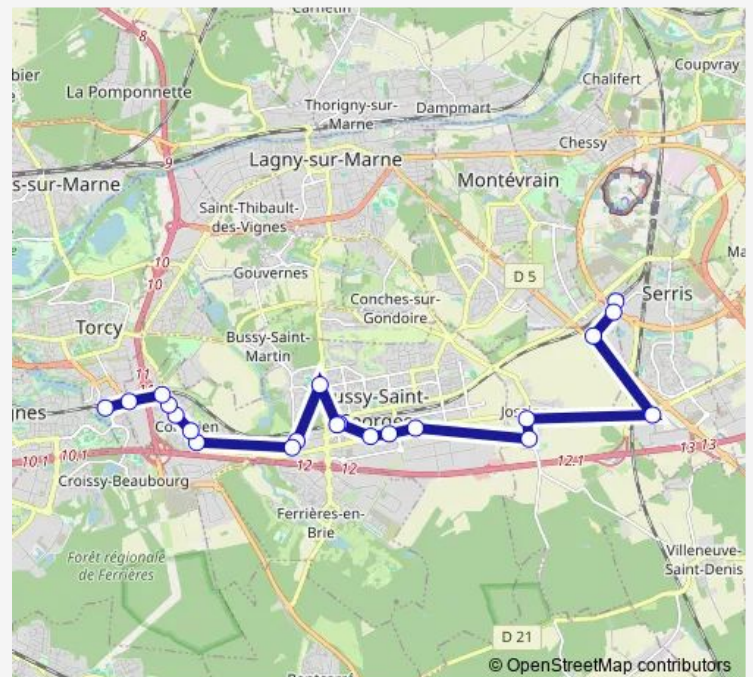 Carnetin
8
bier
La Pomponnette
Coupvray
Chalifert
Thorigny-sur-
Marne
Dampmart
Chessy
9
Lagny-sur-Marne
s-sur-Marne
Montévrain
Saint-Thibault-
des-Vignes
10
10
Gouvernes
D 5
Ma
Serris
Conches-sur-
Gondoire
Torcy
Bussy-Saint-
Martin
11
ussy-Saint-
gnes
10.1
10.1
12
12
12.1
13
13
Croissy-Beaubourg
Ferrières-en-
Brie
Forêt régionale
de Ferrières
Villeneuve-
Saint-Denis
D 21
© OpenStreetMap contributors